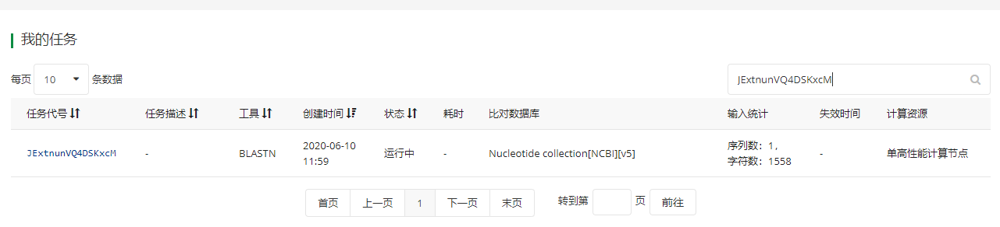 我的任务
每页 10 条数据 JExtnunVQ4DSKxcM
任务代号 任务描述 工具 创建时间 状态 耗时 比对数据库 输入统计 失效时间 计算资源
JExtnunVQ4DSKxcM - BLASTN 2020-06-10 11:59 运行中 - Nucleotide collection[NCBI][v5] 序列数：1， 字符数：1558 - 单高性能计算节点
首页 上一页 1 下一页 末页 转到第 页 前往